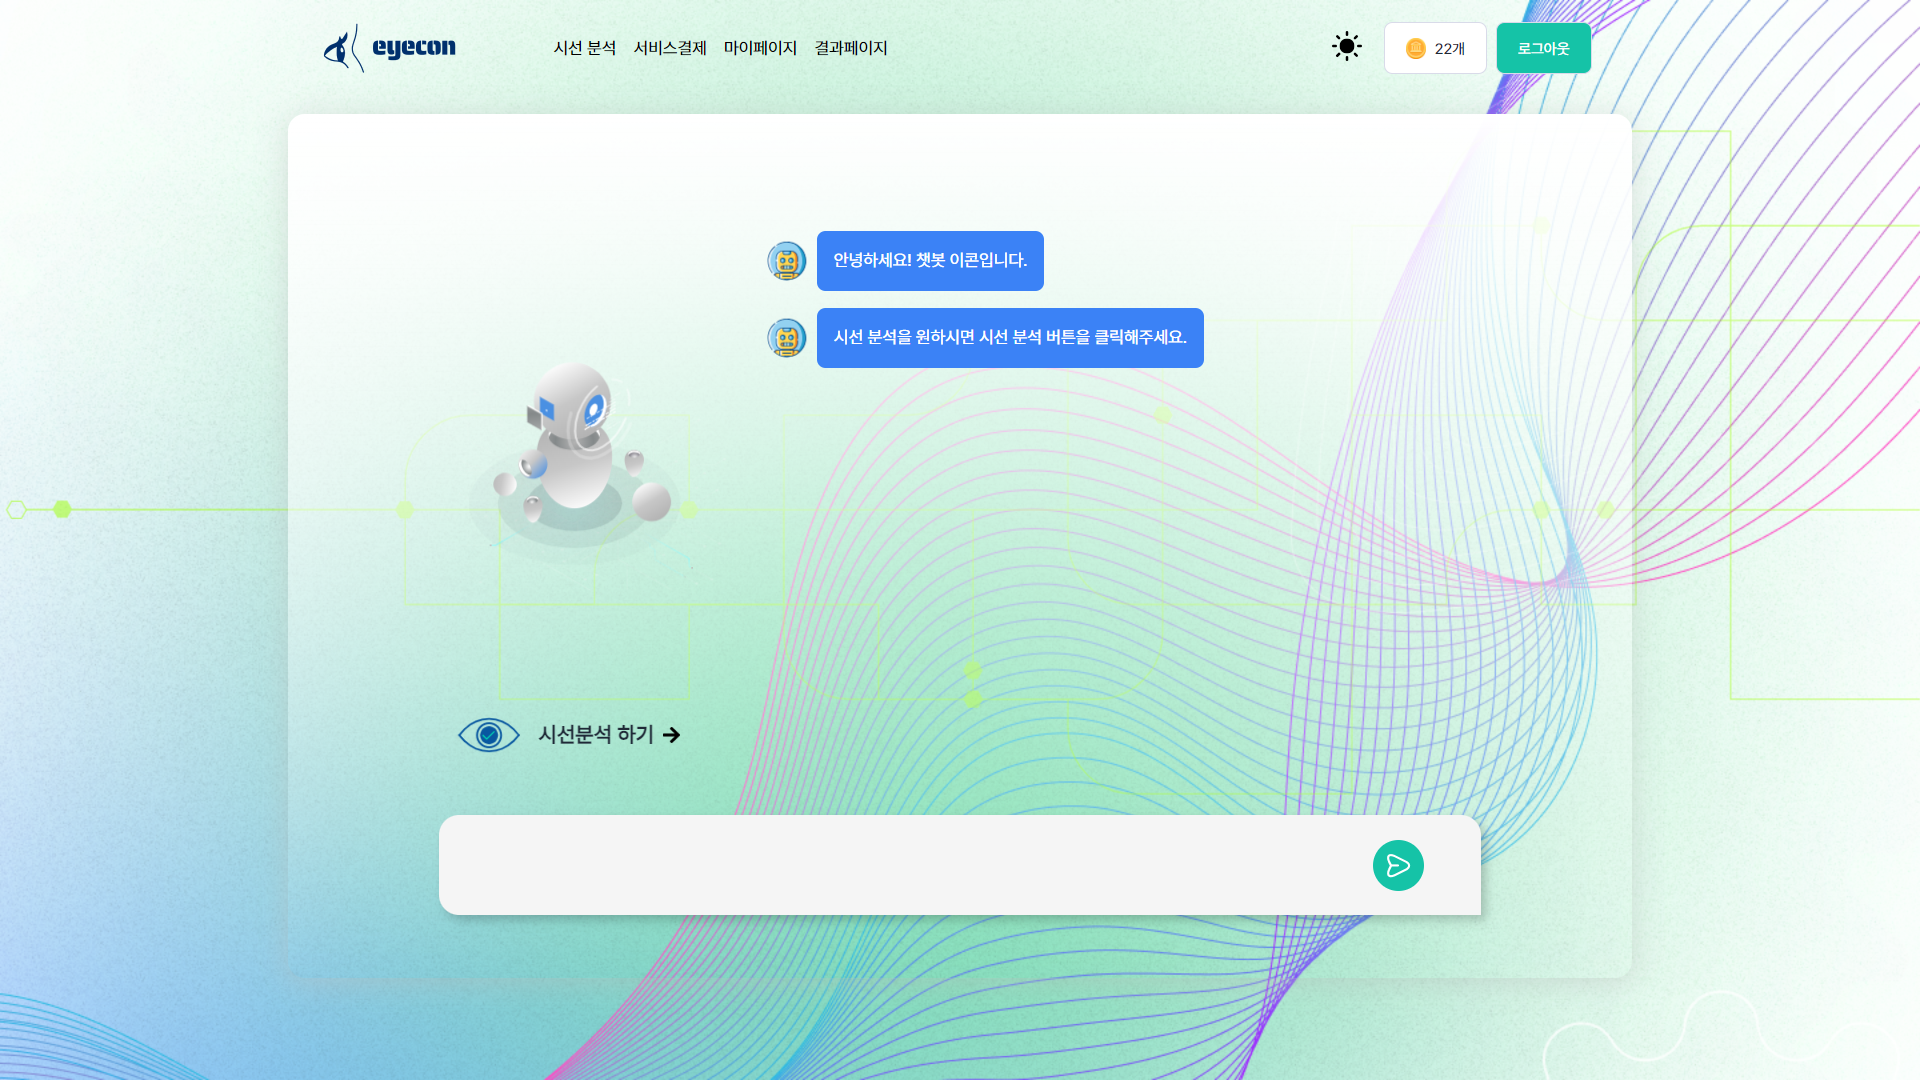 eyecon
시선 분석
서비스결제
마이페이지
결과페이지
22개
로그아웃
안녕하세요! 챗봇 이콘입니다.
시선 분석을 원하시면 시선 분석 버튼을 클릭해주세요.
시선분석 하기